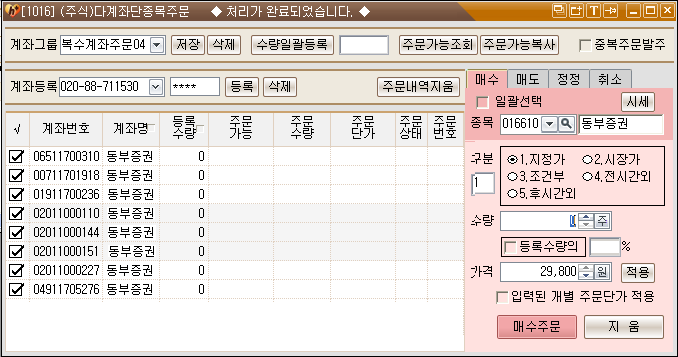 [1016] (주식)다계좌단종목주문 ◆ 처리가 완료되었습니다. ◆
계좌그룹 복수계좌주문04 저장 삭제 수량일괄등록 주문가능조회 주문가능복사 중복주문발주
계좌등록 020-88-711530 **** 등록 삭제 주문내역지움
√ 계좌번호 계좌명 등록수량 주문가능 주문수량 주문단가 주문상태 주문번호
06511700310 동부증권 0
00711701918 동부증권 0
01911700236 동부증권 0
02011000110 동부증권 0
02011000144 동부증권 0
02011000151 동부증권 0
02011000227 동부증권 0
04911705276 동부증권 0
매수 매도 정정 취소
일괄선택 시세
종목 016610 동부증권
구분 1
1,지정가 2,시장가
3,조건부 4,전시간외
5,후시간외
수량 0 주
등록수량의 %
가격 29,800 원 적용
입력된 개별 주문단가 적용
매수주문 지 움